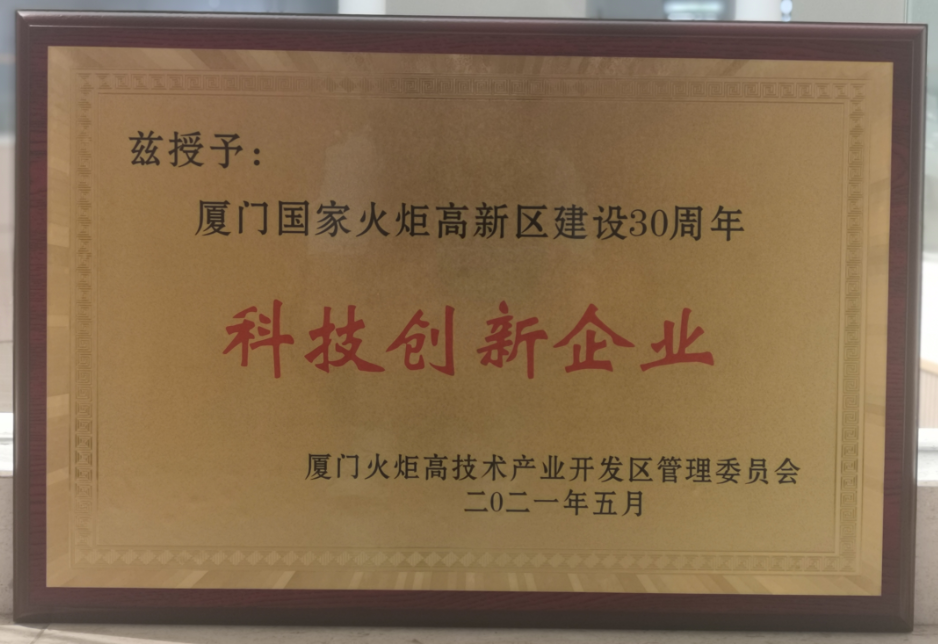 兹授予：
厦门国家火炬高新区建设30周年
科技创新企业
厦门火炬高技术产业开发区管理委员会
二0二一年五月